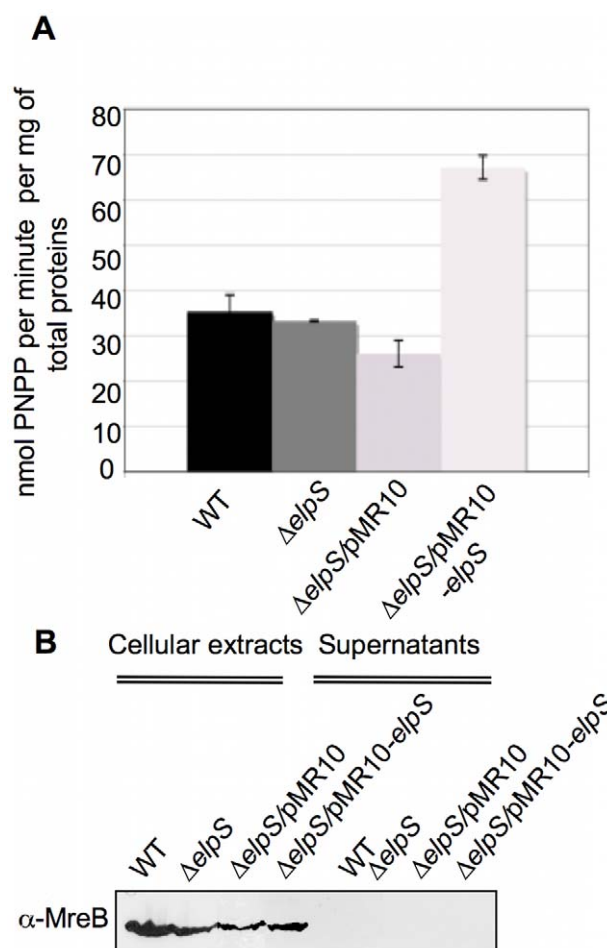 A
nmol PNPP per minute per mg of
total proteins
80
70
60
50
40
30
20
10
0
WT
ΔelpS
ΔelpS/pMR10
ΔelpS/pMR10
-elpS
B
Cellular extracts Supernatants
WT
ΔelpS
ΔelpS/pMR10
ΔelpS/pMR10-elpS
WT
ΔelpS
ΔelpS/pMR10
ΔelpS/pMR10-elpS
α-MreB